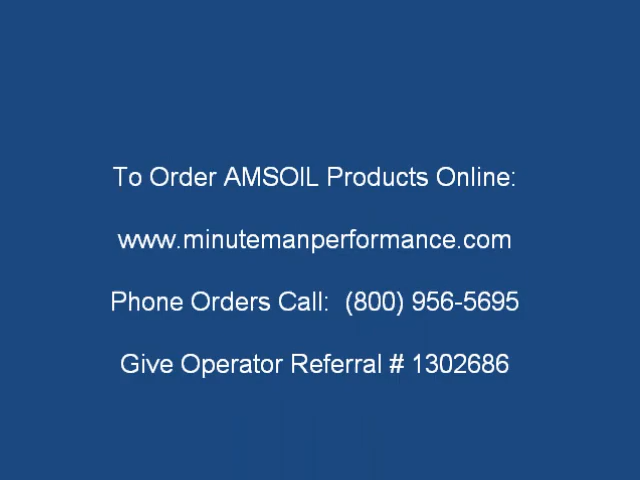 To Order AMSOIL Products Online:
www.minutemanperformance.com
Phone Orders Call:  (800) 956-5695
Give Operator Referral # 1302686